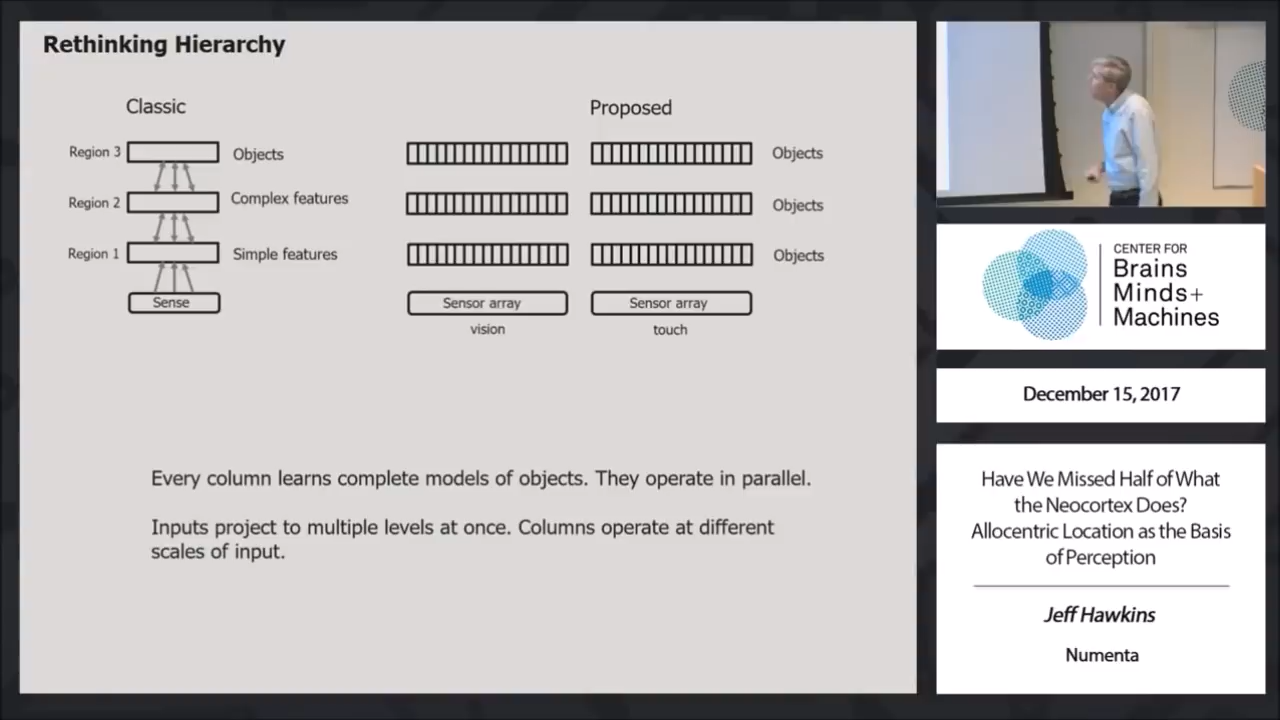 Rethinking Hierarchy
Classic
Proposed
Region 3
Objects
Objects
Region 2
Complex features
Objects
Region 1
Simple features
Objects
Sense
Sensor array
Sensor array
vision
touch
Every column learns complete models of objects. They operate in parallel.
Inputs project to multiple levels at once. Columns operate at different
scales of input.
CENTER FOR
Brains
Minds+
Machines
December 15, 2017
Have We Missed Half of What
the Neocortex Does?
Allocentric Location as the Basis
of Perception
Jeff Hawkins
Numenta